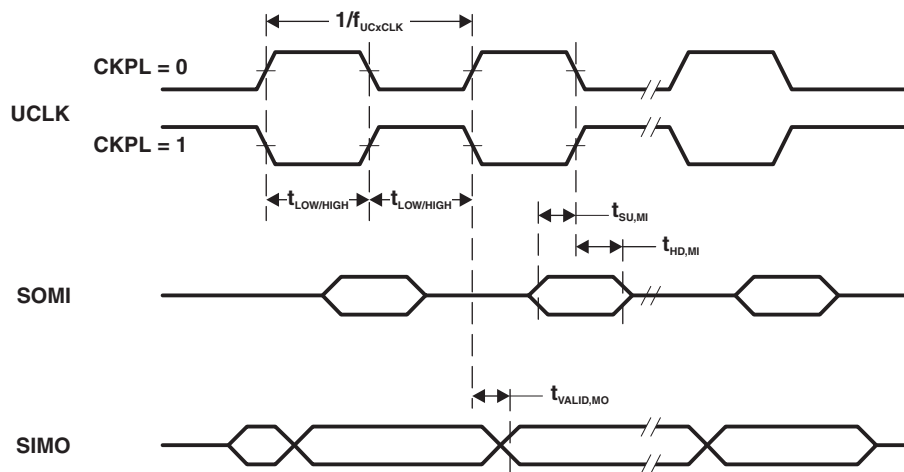 1/fUCxCLK
CKPL = 0
UCLK
CKPL = 1
tLOW/HIGH tLOW/HIGH
tSU,MI
tHD,MI
SOMI
tVALID,MO
SIMO